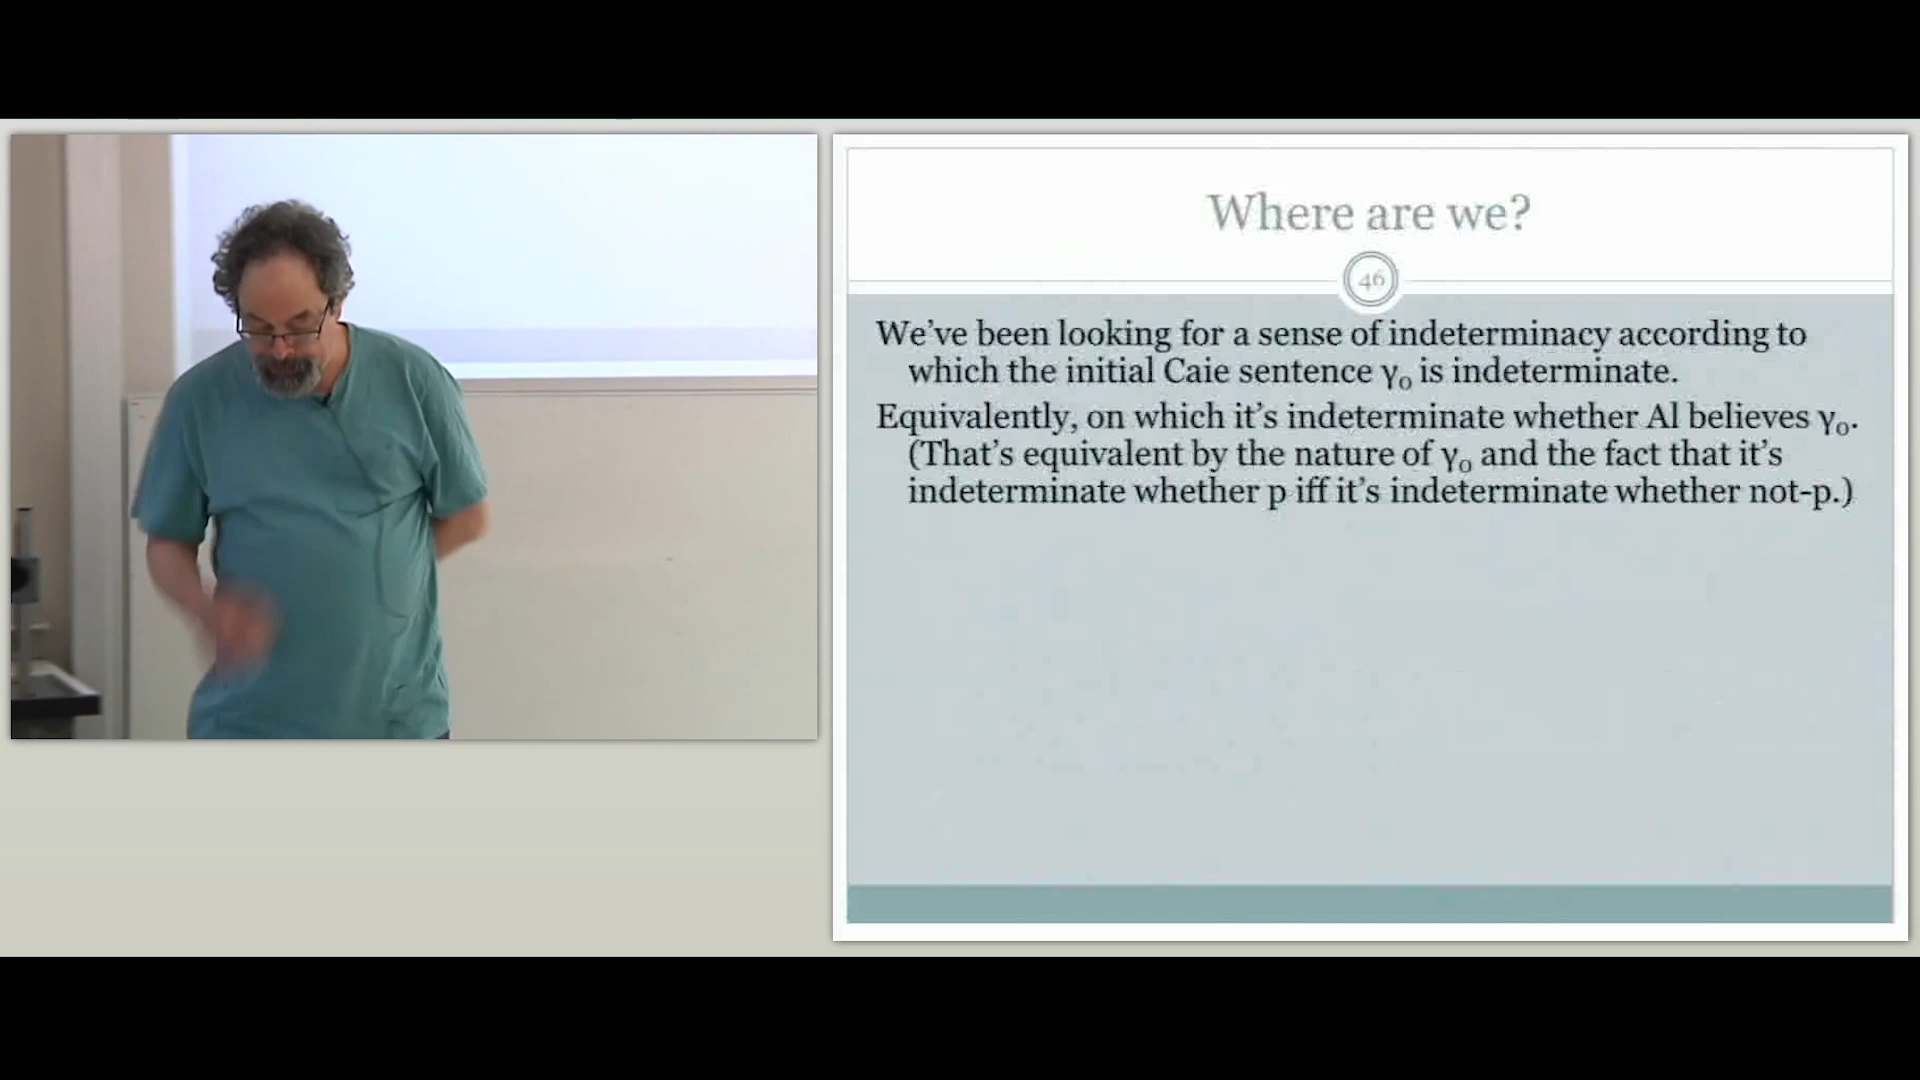 Where are we?
46
We've been looking for a sense of indeterminacy according to
which the initial Caie sentence γ₀ is indeterminate.
Equivalently, on which it's indeterminate whether Al believes γ₀.
(That's equivalent by the nature of γ₀ and the fact that it's
indeterminate whether p iff it's indeterminate whether not-p.)